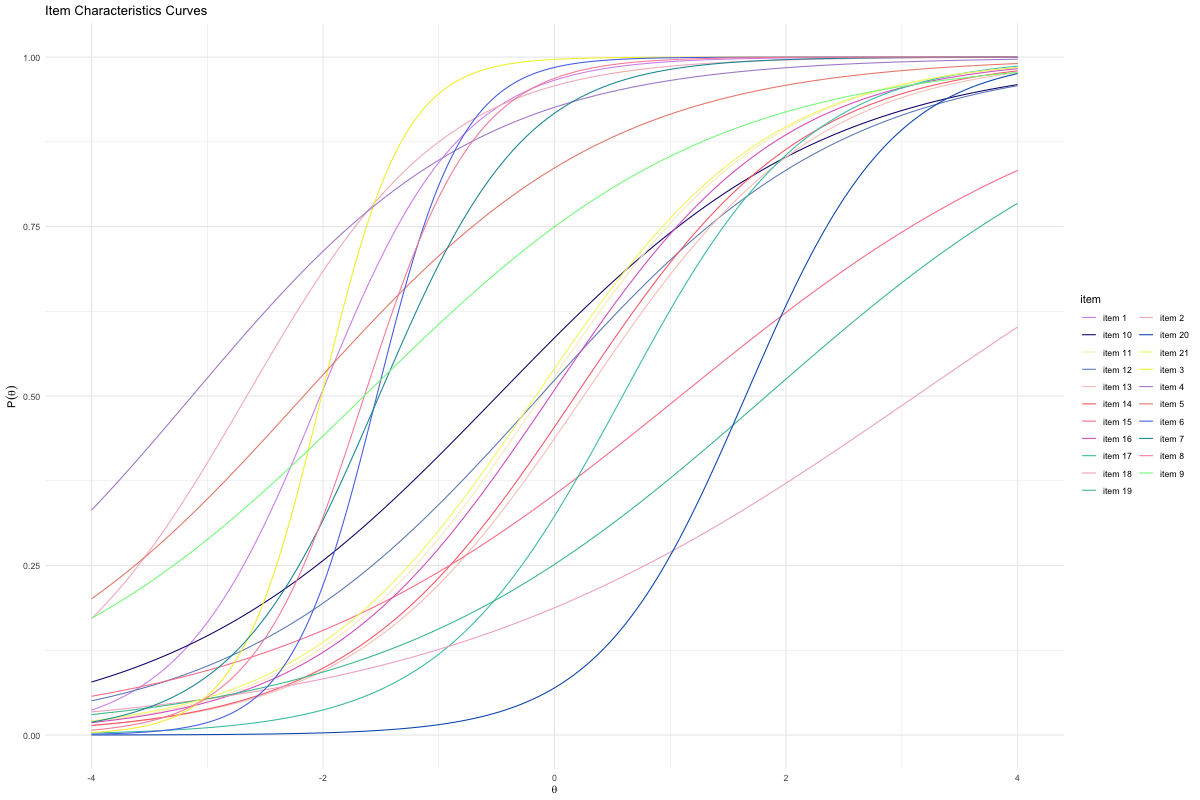 Item Characteristics Curves
P(θ)
1.00
0.75
0.50
0.25
0.00
-4 -2 0 2 4
θ
item
item 1 item 2
item 10 item 20
item 11 item 21
item 12 item 3
item 13 item 4
item 14 item 5
item 15 item 6
item 16 item 7
item 17 item 8
item 18 item 9
item 19